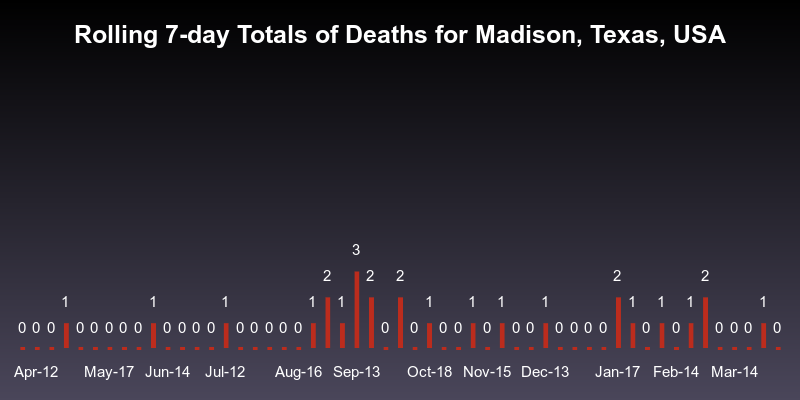 Rolling 7-day Totals of Deaths for Madison, Texas, USA
3
2 2 2 2 2
1 1 1 1 1 1 1 1 1 1 1 1 1
0 0 0 0 0 0 0 0 0 0 0 0 0 0 0 0 0 0 0 0 0 0 0 0 0 0 0 0 0 0 0 0 0 0
Apr-12 May-17 Jun-14 Jul-12 Aug-16 Sep-13 Oct-18 Nov-15 Dec-13 Jan-17 Feb-14 Mar-14